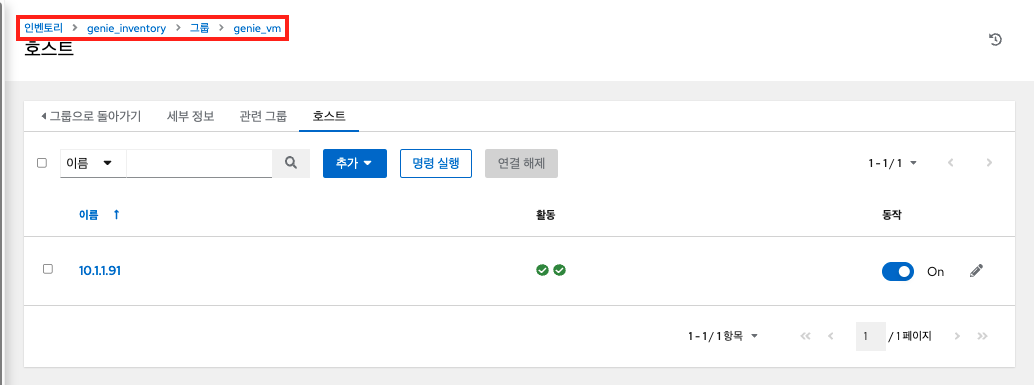 인벤토리 > genie_inventory > 그룹 > genie_vm
호스트
그룹으로 돌아가기 세부 정보 관련 그룹 호스트
이름 추가 명령 실행 연결 해제 1 - 1 / 1
이름 활동 동작
10.1.1.91 On
1 - 1 / 1 항목 1 / 1 페이지